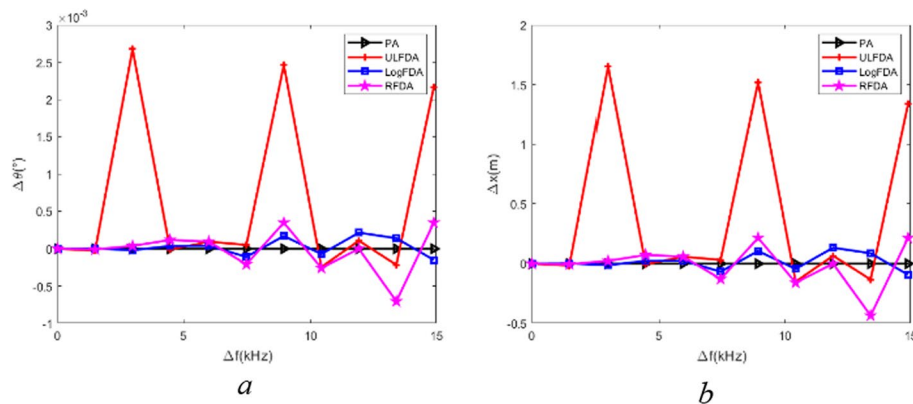 ×10⁻³
3
2.5
2
1.5
1
0.5
0
-0.5
-1
Δθ(°)
0 5 10 15
Δf(kHz)
PA
ULFDA
LogFDA
RFDA
a
2
1.5
1
0.5
0
-0.5
Δx(m)
0 5 10 15
Δf(kHz)
PA
ULFDA
LogFDA
RFDA
b